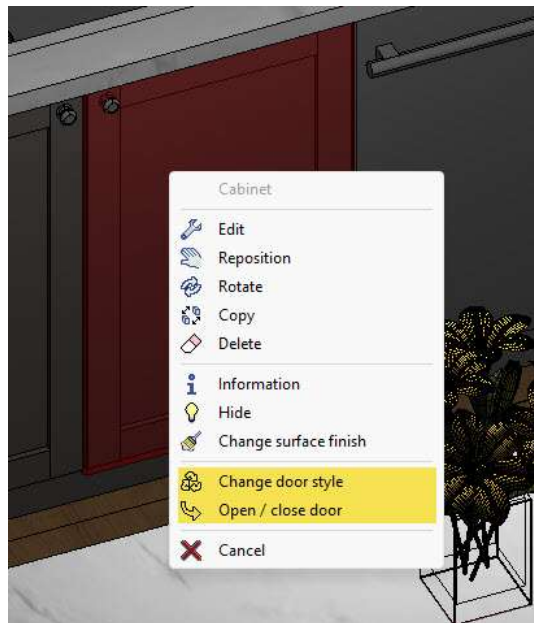 Cabinet
Edit
Reposition
Rotate
Copy
Delete
Information
Hide
Change surface finish
Change door style
Open / close door
Cancel